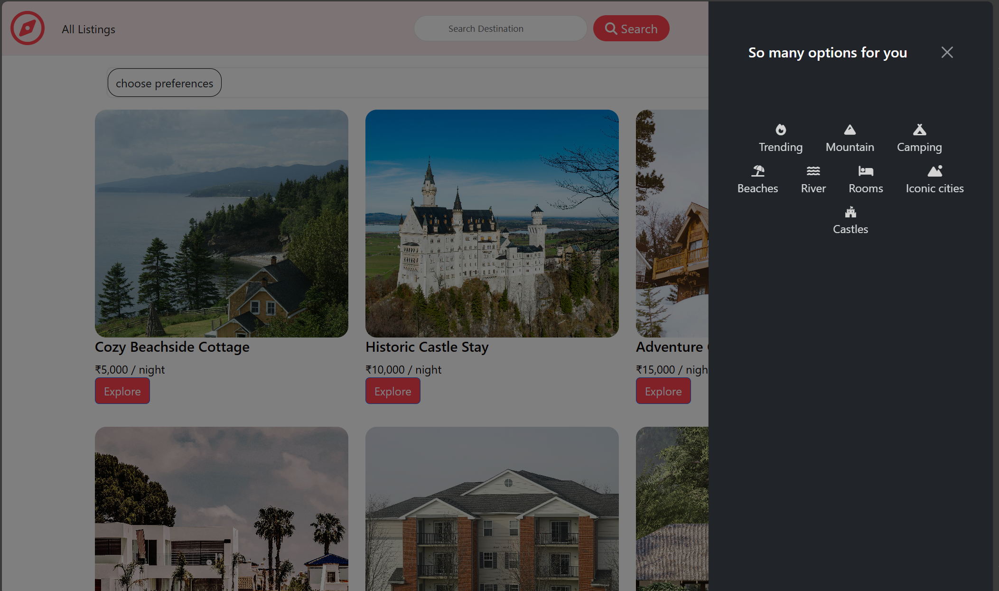 All Listings
Search Destination
Search
So many options for you
choose preferences
Trending
Mountain
Camping
Beaches
River
Rooms
Iconic cities
Castles
Cozy Beachside Cottage
Historic Castle Stay
Adventure
₹5,000 / night
₹10,000 / night
₹15,000 / nigh
Explore
Explore
Explore